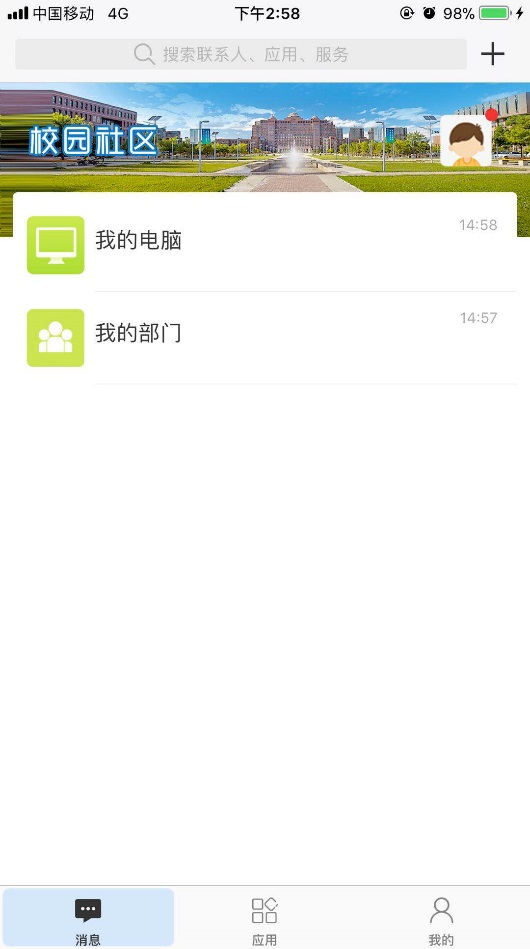 中国移动 4G 下午2:58 98%
搜索联系人、应用、服务
校园社区
我的电脑 14:58
我的部门 14:57
消息 应用 我的